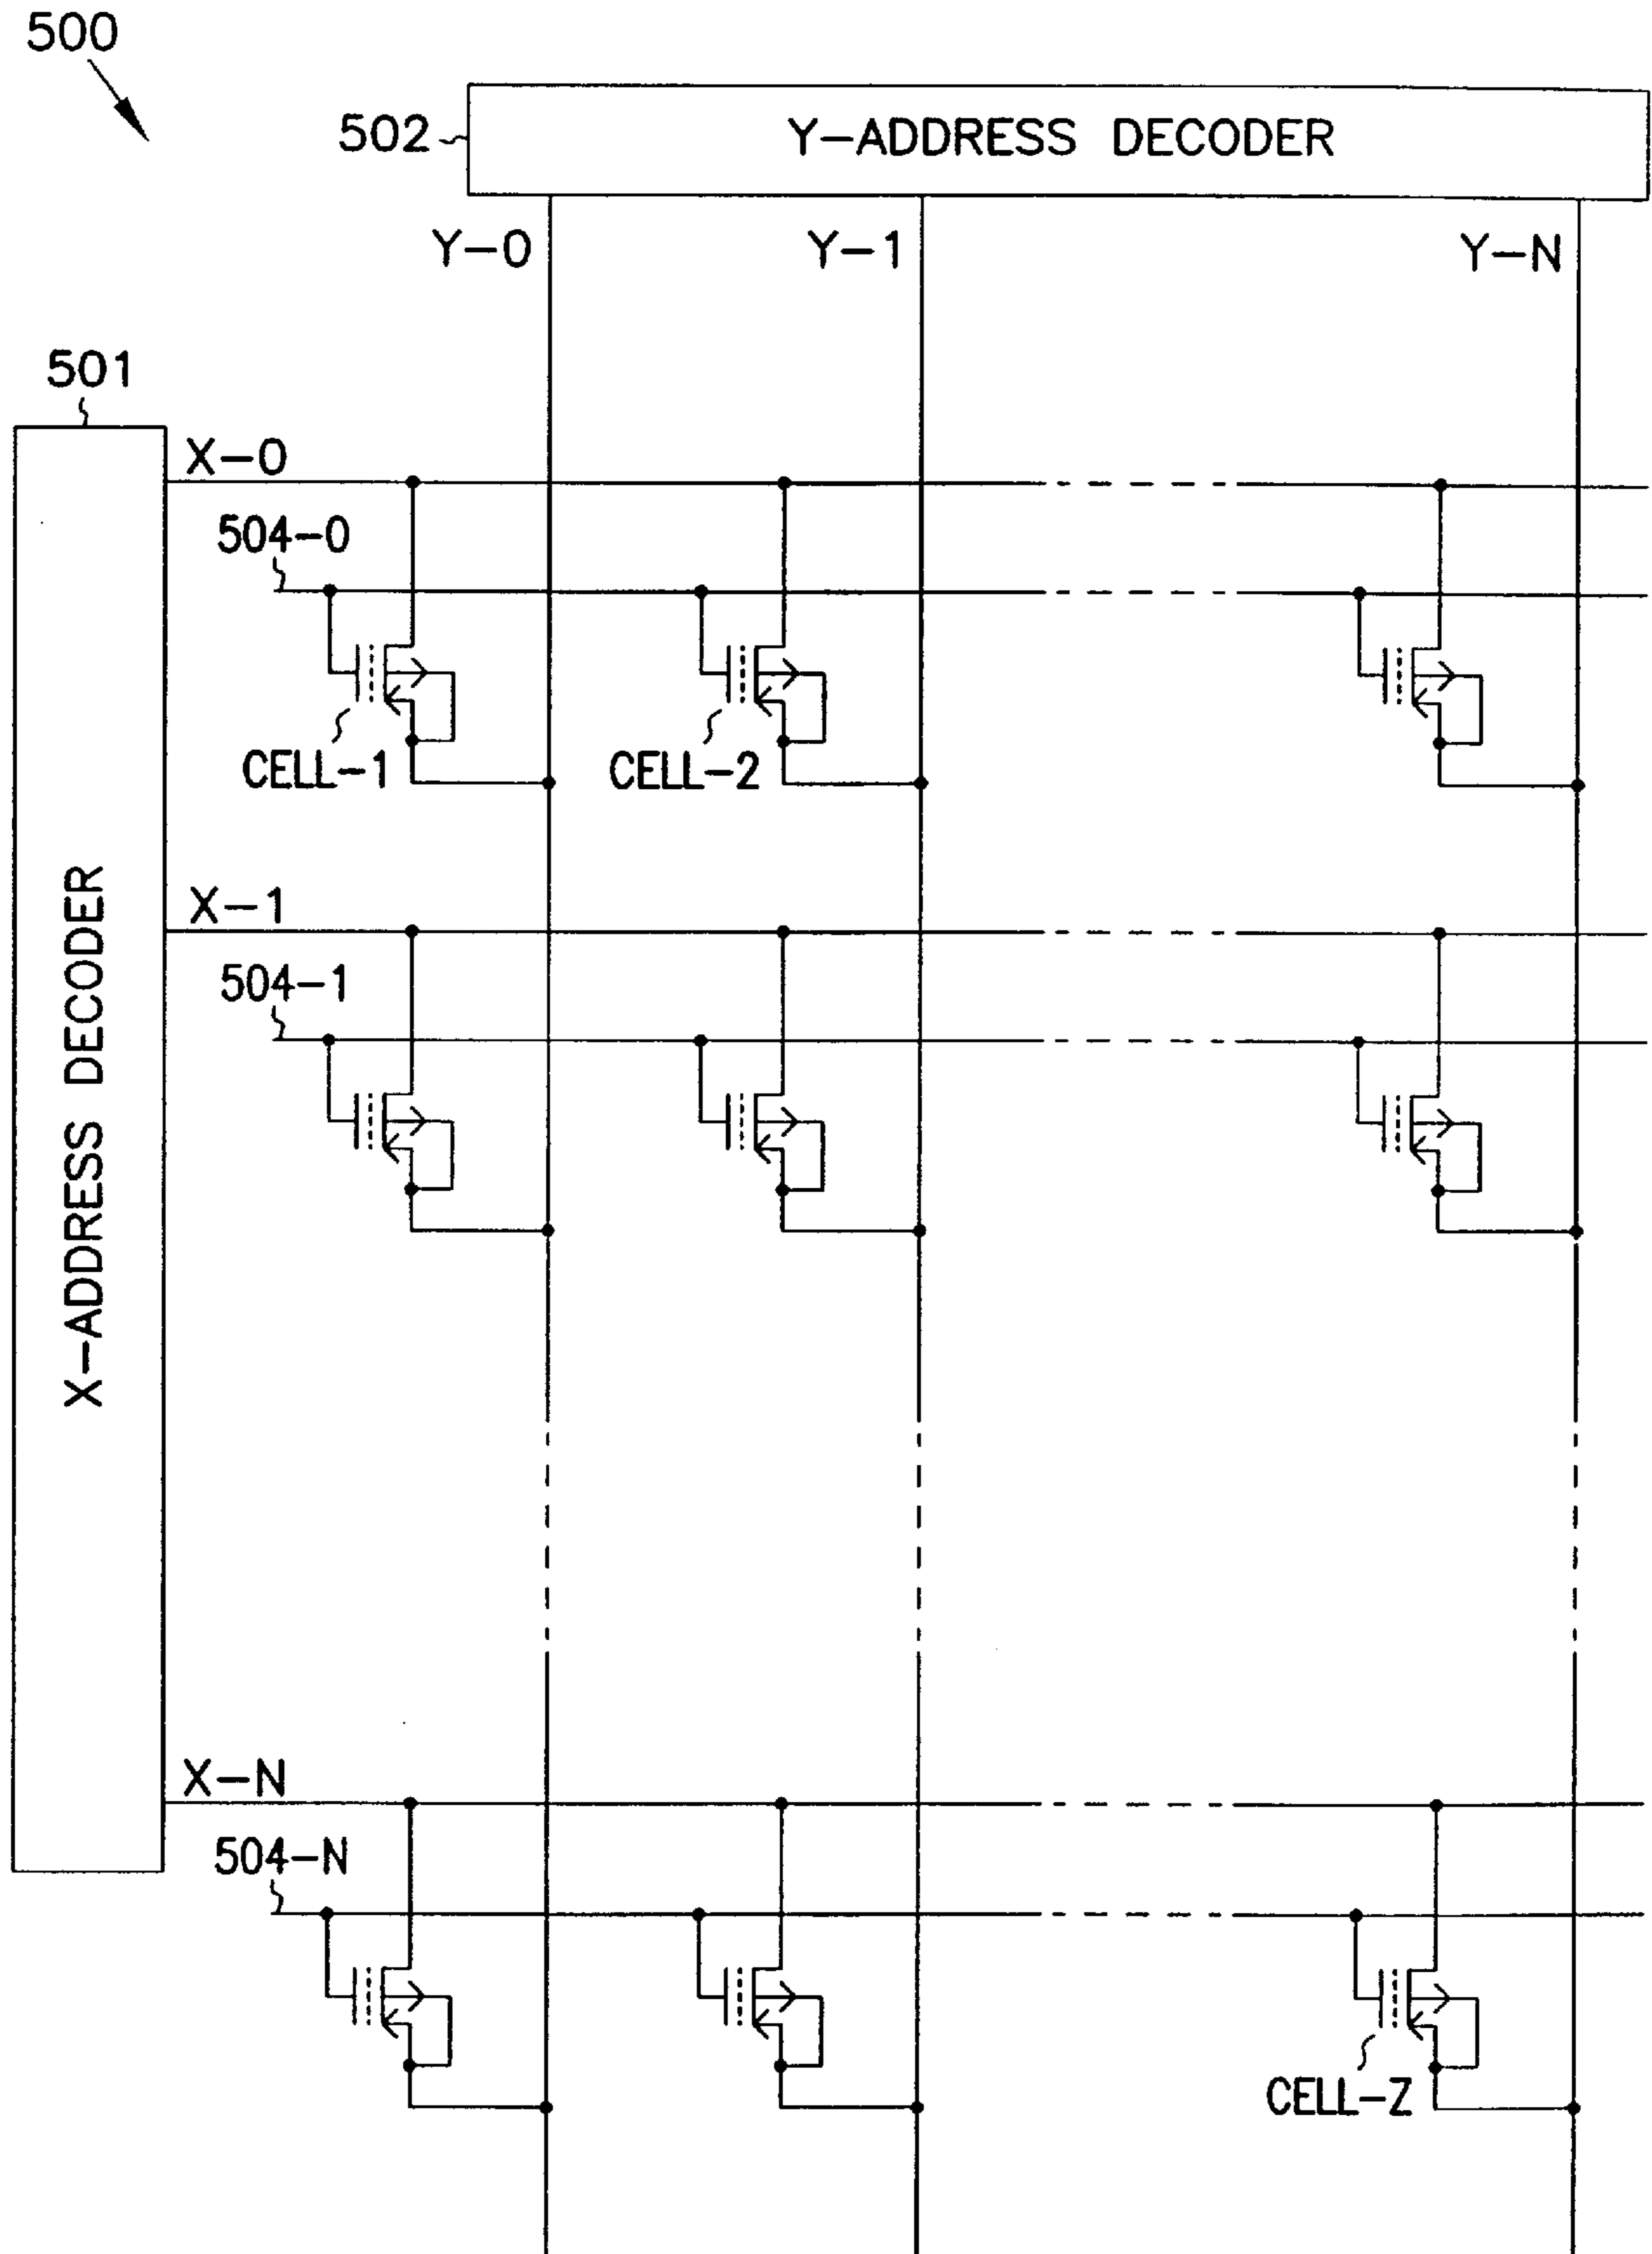 500
502
Y-ADDRESS DECODER
Y-0
Y-1
Y-N
501
X-ADDRESS DECODER
X-0
504-0
CELL-1
CELL-2
X-1
504-1
X-N
504-N
CELL-Z